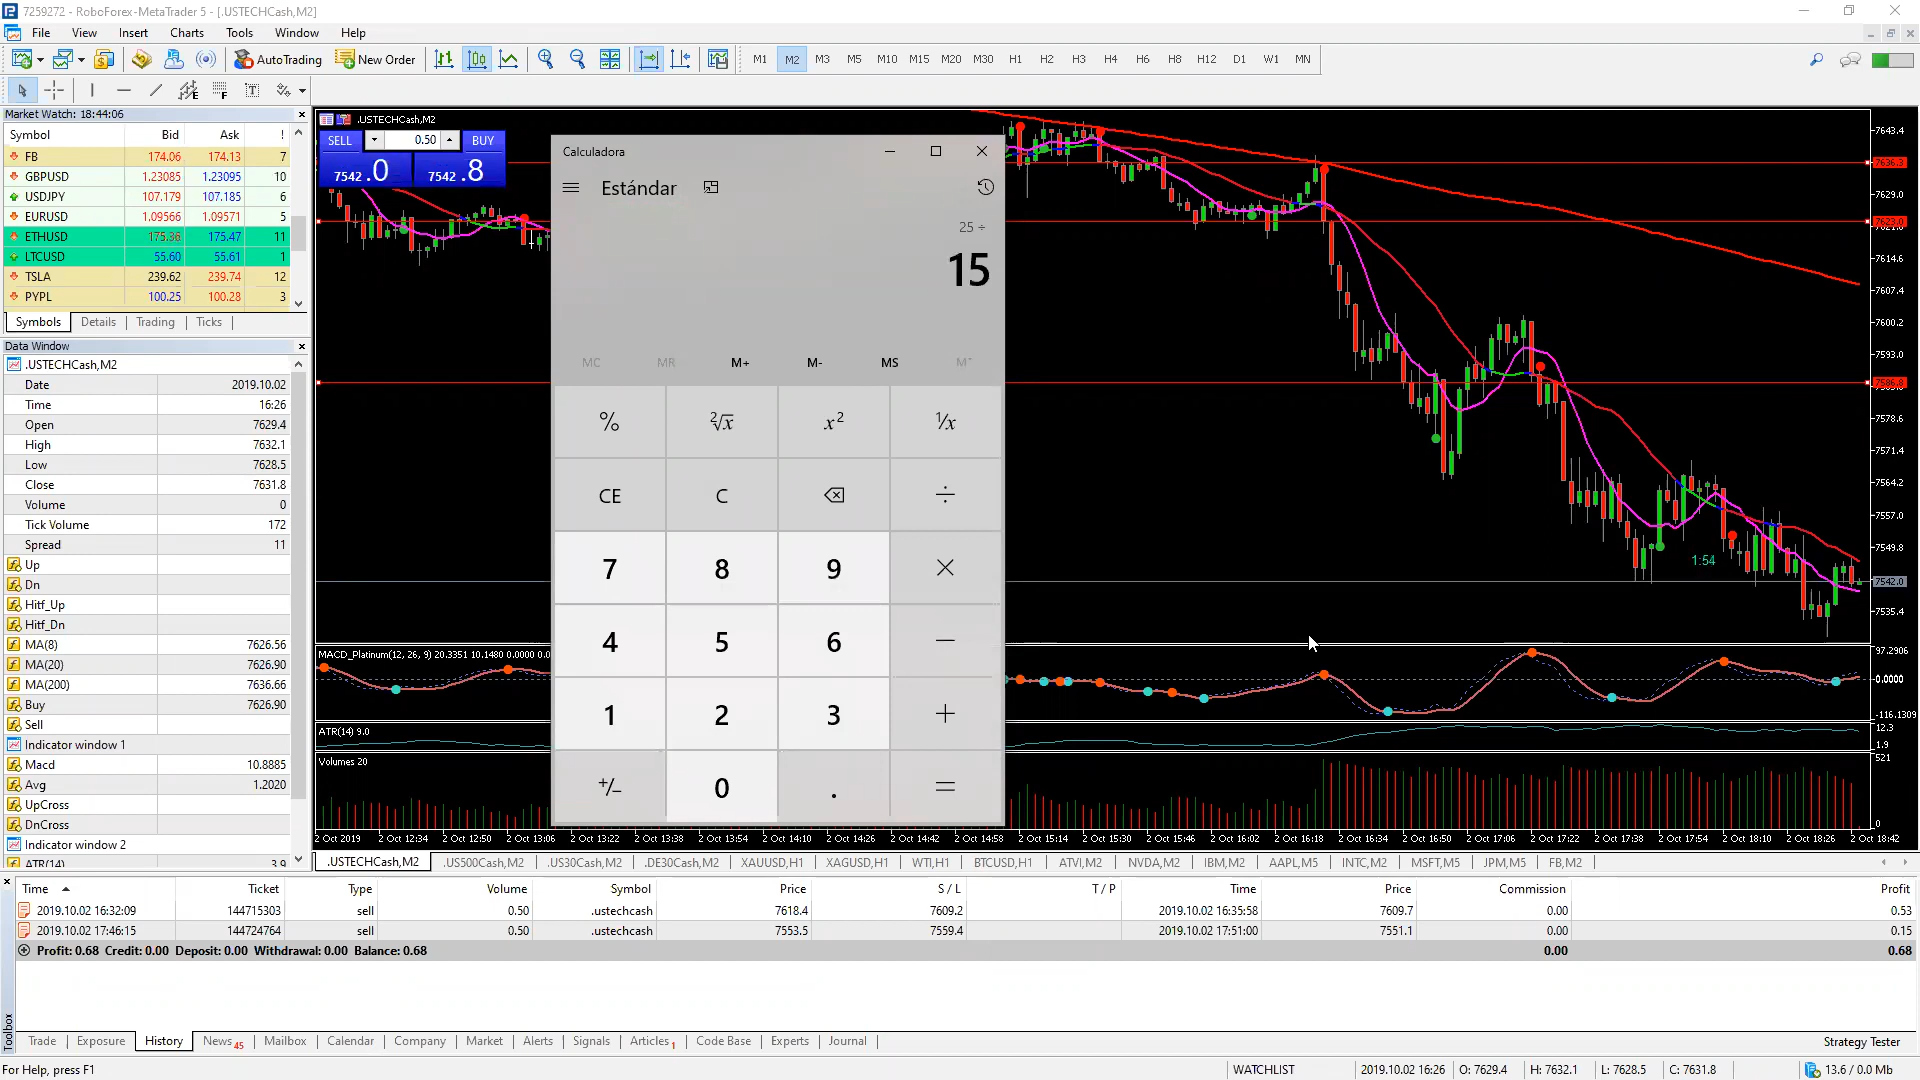 7259272 - RoboForex-MetaTrader 5 - [.USTECHCash,M2]
File View Insert Charts Tools Window Help
AutoTrading New Order M1 M2 M3 M5 M10 M15 M20 M30 H1 H2 H3 H4 H6 H8 H12 D1 W1 MN
Market Watch: 18:44:06
Symbol Bid Ask !
FB 174.06 174.13 7
GBPUSD 1.23085 1.23095 10
USDJPY 107.179 107.185 6
EURUSD 1.09566 1.09571 5
ETHUSD 175.36 175.47 11
LTCUSD 55.60 55.61 1
TSLA 239.62 239.74 12
PYPL 100.25 100.28 3
Symbols Details Trading Ticks
Data Window
.USTECHCash,M2
Date 2019.10.02
Time 16:26
Open 7629.4
High 7632.1
Low 7628.5
Close 7631.8
Volume 0
Tick Volume 172
Spread 11
Up
Dn
Hitf_Up
Hitf_Dn
MA(8) 7626.56
MA(20) 7626.90
MA(200) 7636.66
Buy 7626.90
Sell
Indicator window 1
Macd 10.8885
Avg 1.2020
UpCross
DnCross
Indicator window 2
ATR(14) 3.9
.USTECHCash,M2
SELL 0.50 BUY
7542.0 7542.8
Calculadora
Estándar
25 ÷
15
MC MR M+ M- MS M˅
% ²√x x² ¹/x
CE C ÷
7 8 9 ×
4 5 6 −
1 2 3 +
+/− 0 . =
7643.4
7636.3
7629.0
7623.0
7614.6
7607.4
7600.2
7593.0
7586.8
7578.6
7571.4
7564.2
7557.0
7549.8
7542.0
7535.4
1:54
MACD_Platinum(12, 26, 9) 20.3351 10.1480 0.0000 0.0
97.2906
0.0000
-116.1309
ATR(14) 9.0
12.3
1.9
Volumes 20
521
0
2 Oct 2019 2 Oct 12:34 2 Oct 12:50 2 Oct 13:06 2 Oct 13:22 2 Oct 13:38 2 Oct 13:54 2 Oct 14:10 2 Oct 14:26 2 Oct 14:42 2 Oct 14:58 2 Oct 15:14 2 Oct 15:30 2 Oct 15:46 2 Oct 16:02 2 Oct 16:18 2 Oct 16:34 2 Oct 16:50 2 Oct 17:06 2 Oct 17:22 2 Oct 17:38 2 Oct 17:54 2 Oct 18:10 2 Oct 18:26 2 Oct 18:42
.USTECHCash,M2 .US500Cash,M2 .US30Cash,M2 .DE30Cash,M2 XAUUSD,H1 XAGUSD,H1 WTI,H1 BTCUSD,H1 ATVI,M2 NVDA,M2 IBM,M2 AAPL,M5 INTC,M2 MSFT,M5 JPM,M5 FB,M2
Time Ticket Type Volume Symbol Price S / L T / P Time Price Commission Profit
2019.10.02 16:32:09 144715303 sell 0.50 .ustechcash 7618.4 7609.2 2019.10.02 16:35:58 7609.7 0.00 0.53
2019.10.02 17:46:15 144724764 sell 0.50 .ustechcash 7553.5 7559.4 2019.10.02 17:51:00 7551.1 0.00 0.15
Profit: 0.68 Credit: 0.00 Deposit: 0.00 Withdrawal: 0.00 Balance: 0.68 0.00 0.68
Toolbox
Trade Exposure History News 45 Mailbox Calendar Company Market Alerts Signals Articles 1 Code Base Experts Journal Strategy Tester
For Help, press F1 WATCHLIST 2019.10.02 16:26 O: 7629.4 H: 7632.1 L: 7628.5 C: 7631.8 13.6 / 0.0 Mb